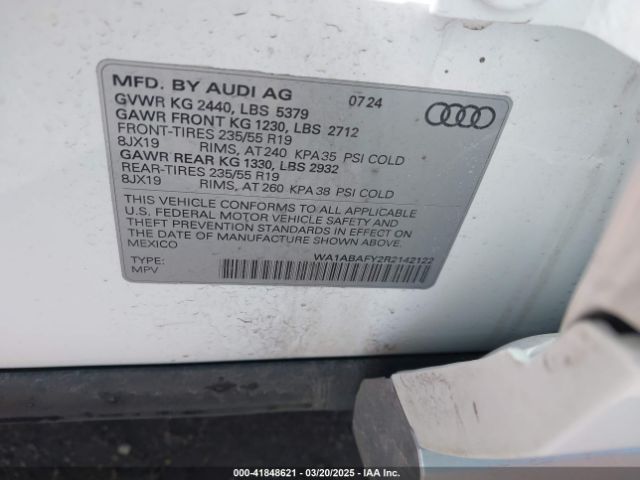 MFD. BY AUDI AG 07 24
GVWR KG 2440, LBS 5379
GAWR FRONT KG 1230, LBS 2712
FRONT-TIRES 235/55 R19
8JX19 RIMS, AT 240 KPA 35 PSI COLD
GAWR REAR KG 1330, LBS 2932
REAR-TIRES 235/55 R19
8JX19 RIMS, AT 260 KPA 38 PSI COLD
THIS VEHICLE CONFORMS TO ALL APPLICABLE
U.S. FEDERAL MOTOR VEHICLE SAFETY AND
THEFT PREVENTION STANDARDS IN EFFECT ON THE
DATE OF MANUFACTURE SHOWN ABOVE.
MEXICO
TYPE: WA1ABAFY2R2142122
MPV
000-41848621 - 03/20/2025 - IAA Inc.